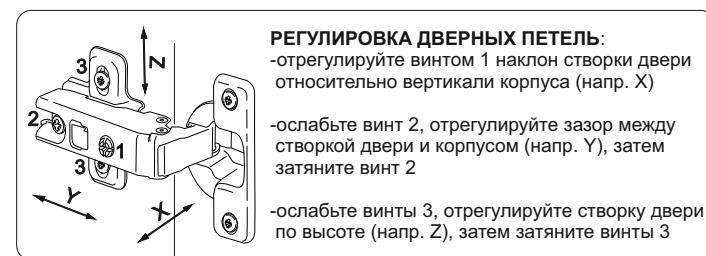 РЕГУЛИРОВКА ДВЕРНЫХ ПЕТЕЛЬ:
-отрегулируйте винтом 1 наклон створки двери
относительно вертикали корпуса (напр. X)
-ослабьте винт 2, отрегулируйте зазор между
створкой двери и корпусом (напр. Y), затем
затяните винт 2
-ослабьте винты 3, отрегулируйте створку двери
по высоте (напр. Z), затем затяните винты 3
3
Z
2
1
3
Y
X